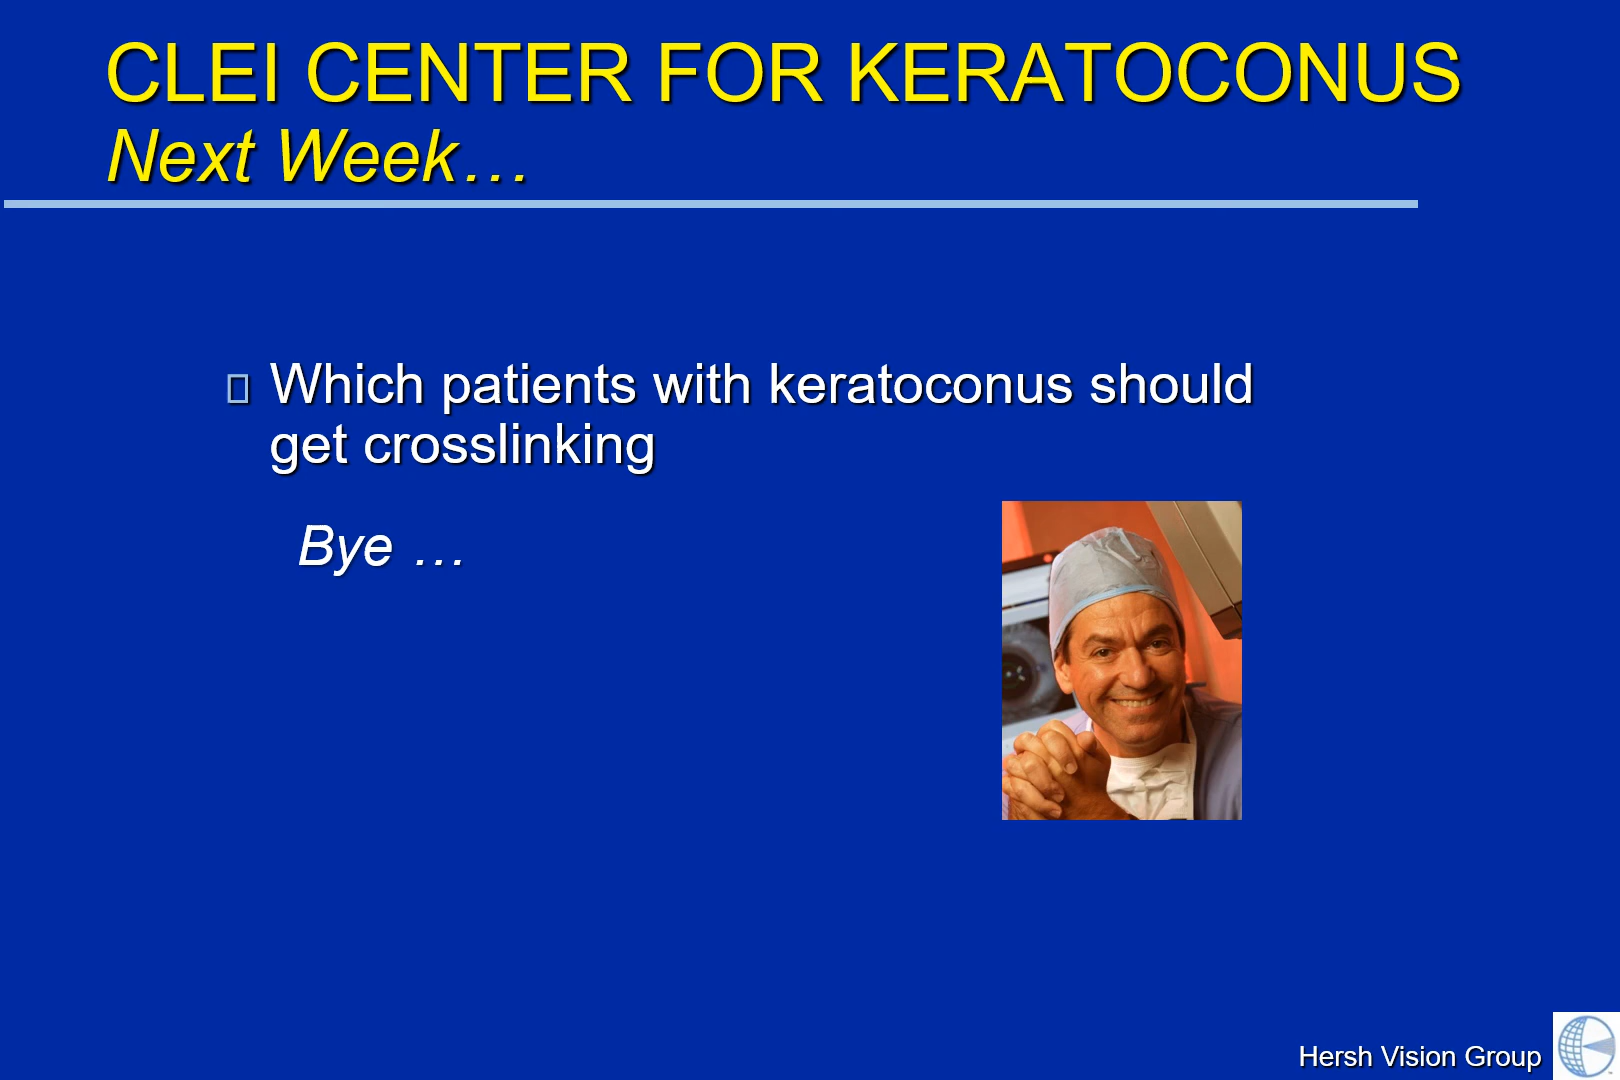 CLEI CENTER FOR KERATOCONUS
Next Week…
Which patients with keratoconus should
get crosslinking
Bye …
Hersh Vision Group